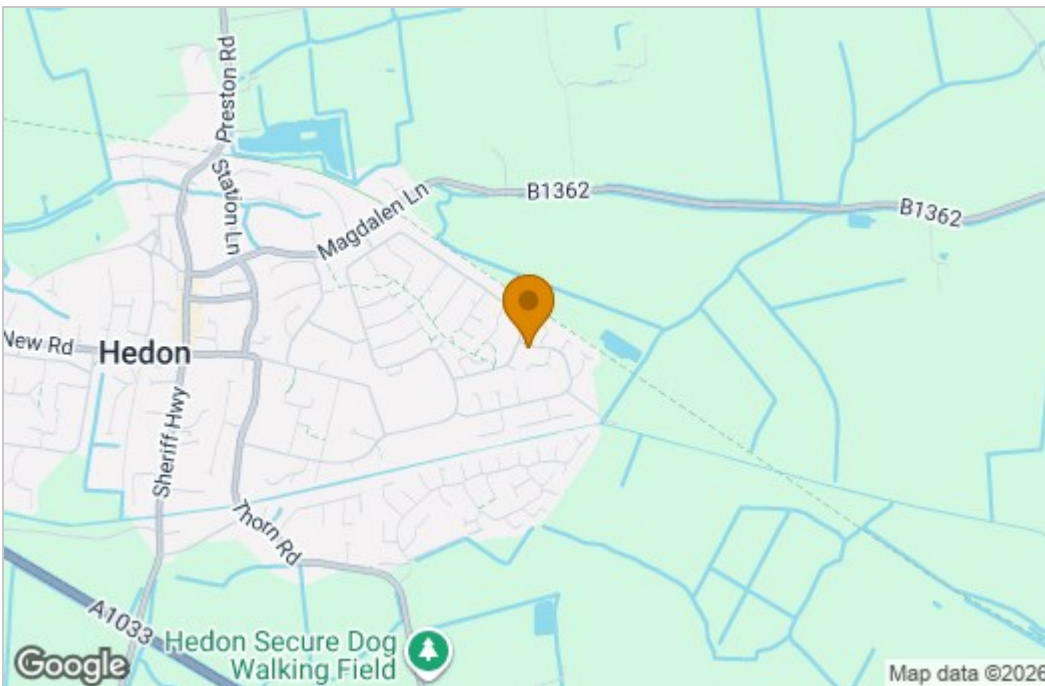 Preston Rd
Station Ln
Magdalen Ln
B1362
B1362
New Rd
Hedon
Sheriff Hwy
Thorn Rd
A1033
Hedon Secure Dog
Walking Field
Google
Map data ©2026